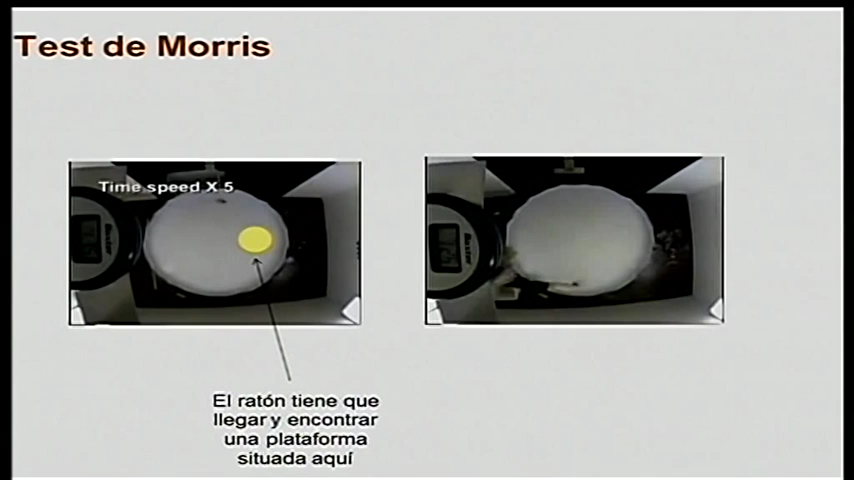 Test de Morris
Time speed X 5
El ratón tiene que
llegar y encontrar
una plataforma
situada aquí